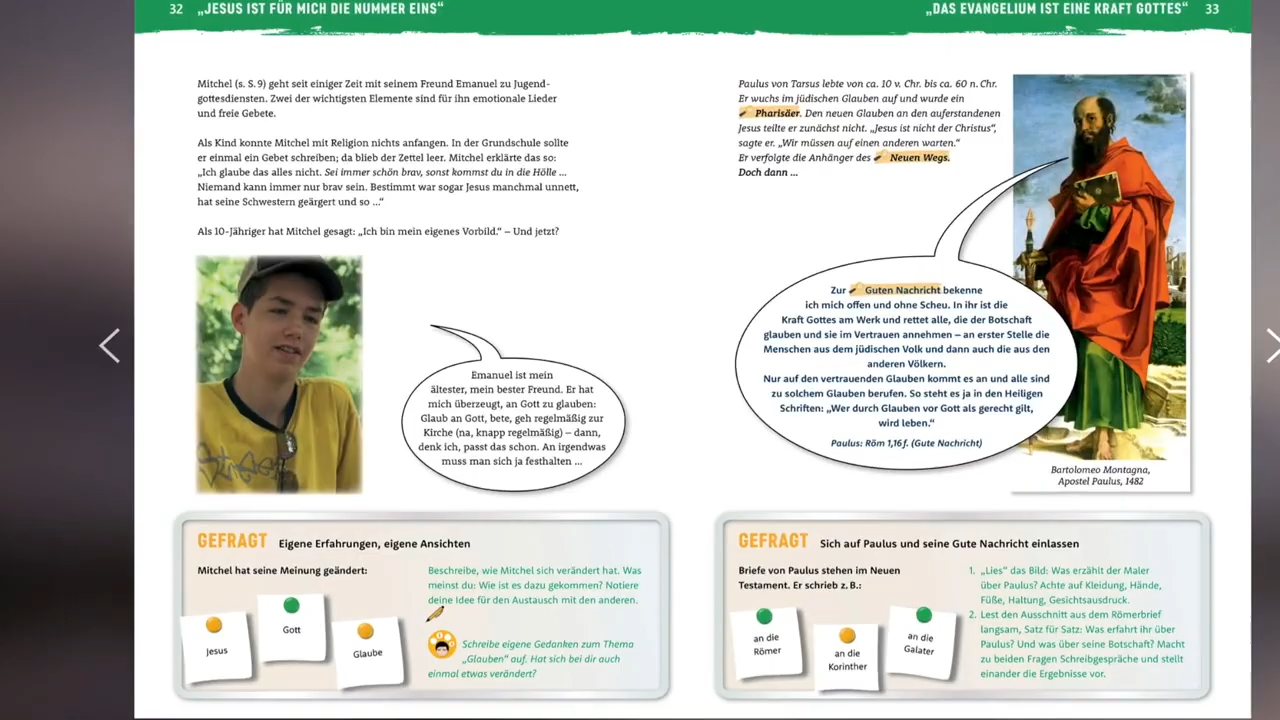 32 „JESUS IST FÜR MICH DIE NUMMER EINS“
Mitchel (s. S. 9) geht seit einiger Zeit mit seinem Freund Emanuel zu Jugend-
gottesdiensten. Zwei der wichtigsten Elemente sind für ihn emotionale Lieder
und freie Gebete.
Als Kind konnte Mitchel mit Religion nichts anfangen. In der Grundschule sollte
er einmal ein Gebet schreiben; da blieb der Zettel leer. Mitchel erklärte das so:
„Ich glaube das alles nicht. Sei immer schön brav, sonst kommst du in die Hölle ...
Niemand kann immer nur brav sein. Bestimmt war sogar Jesus manchmal unnett,
hat seine Schwestern geärgert und so ...“
Als 10-Jähriger hat Mitchel gesagt: „Ich bin mein eigenes Vorbild.“ – Und jetzt?
Emanuel ist mein
ältester, mein bester Freund. Er hat
mich überzeugt, an Gott zu glauben:
Glaub an Gott, bete, geh regelmäßig zur
Kirche (na, knapp regelmäßig) – dann,
denk ich, passt das schon. An irgendwas
muss man sich ja festhalten ...
GEFRAGT Eigene Erfahrungen, eigene Ansichten
Mitchel hat seine Meinung geändert:
Jesus
Gott
Glaube
Beschreibe, wie Mitchel sich verändert hat. Was
meinst du: Wie ist es dazu gekommen? Notiere
deine Idee für den Austausch mit den anderen.
Schreibe eigene Gedanken zum Thema
„Glauben“ auf. Hat sich bei dir auch
einmal etwas verändert?
„DAS EVANGELIUM IST EINE KRAFT GOTTES“ 33
Paulus von Tarsus lebte von ca. 10 v. Chr. bis ca. 60 n. Chr.
Er wuchs im jüdischen Glauben auf und wurde ein
Pharisäer. Den neuen Glauben an den auferstandenen
Jesus teilte er zunächst nicht. „Jesus ist nicht der Christus“,
sagte er. „Wir müssen auf einen anderen warten.“
Er verfolgte die Anhänger des Neuen Wegs.
Doch dann ...
Zur Guten Nachricht bekenne
ich mich offen und ohne Scheu. In ihr ist die
Kraft Gottes am Werk und rettet alle, die der Botschaft
glauben und sie im Vertrauen annehmen – an erster Stelle die
Menschen aus dem jüdischen Volk und dann auch die aus den
anderen Völkern.
Nur auf den vertrauenden Glauben kommt es an und alle sind
zu solchem Glauben berufen. So steht es ja in den Heiligen
Schriften: „Wer durch Glauben vor Gott als gerecht gilt,
wird leben.“
Paulus: Röm 1,16 f. (Gute Nachricht)
Bartolomeo Montagna,
Apostel Paulus, 1482
GEFRAGT Sich auf Paulus und seine Gute Nachricht einlassen
Briefe von Paulus stehen im Neuen
Testament. Er schrieb z. B.:
an die
Römer
an die
Korinther
an die
Galater
1. „Lies“ das Bild: Was erzählt der Maler
über Paulus? Achte auf Kleidung, Hände,
Füße, Haltung, Gesichtsausdruck.
2. Lest den Ausschnitt aus dem Römerbrief
langsam, Satz für Satz: Was erfahrt ihr über
Paulus? Und was über seine Botschaft? Macht
zu beiden Fragen Schreibgespräche und stellt
einander die Ergebnisse vor.